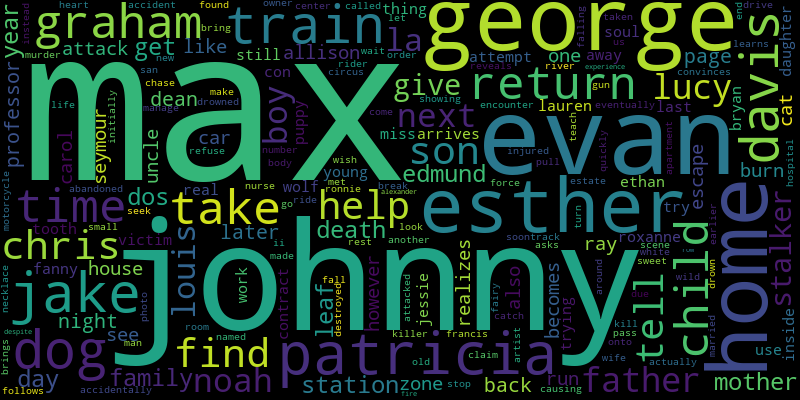 heart accident owner center called let thing found bring
graham train la george
year attack get like still allison attempt one away page
murder san chase con rider circus wait order reveals soul us taken end drive
new daughter learns convinces
max
professor dean drowned make boy puppy give return lucy davis
number showing river gun experience eventually
life manage initially seymour carol uncle car
refuse body come next encounter lauren last bryan cat
miss arrives teach quickly apartment
evan
son injured pull
motorcycle abandoned real nurse wish young edmund ethan burn hospital
seek met ronnie wolf break alexander force estate try escape
time dos take go ride help esther turn roxanne earlier
tooth small victim later death look ray scene
chris rest another asks white
soontrack
fanny house louis ii made however realizes becomes fairy sweet wild drown child stalker home
johnny
necklace photo work contract fall destroyed leaf attacked jessie also trying around due tell inside
jake
night see room killer francis catch artist kill pass married
dog named old claim onto actually use
despite man find patricia wife
brings day family noah station zone back run father mother
follows accidentally fire stop causing